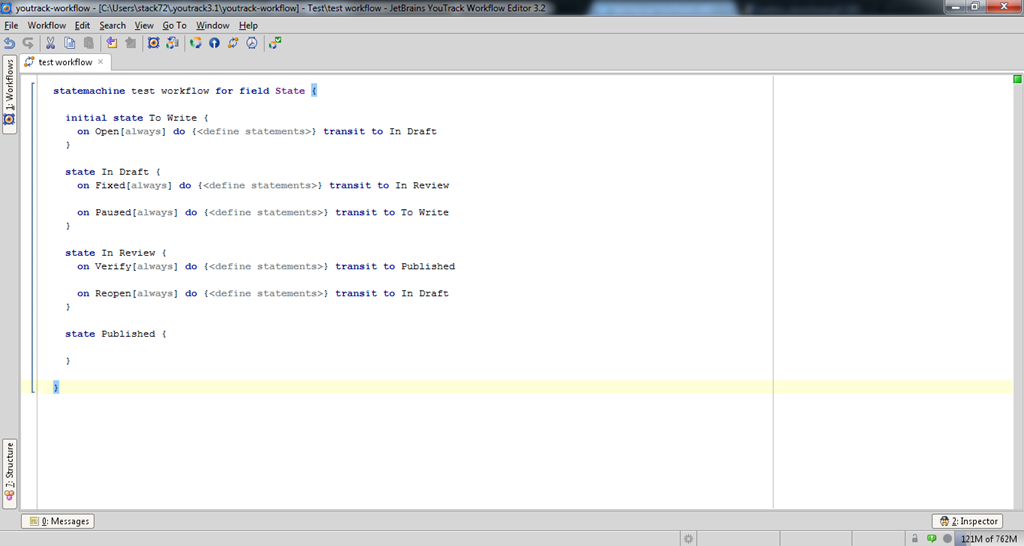 youtrack-workflow - [C:\Users\stack72\.youtrack3.1\youtrack-workflow] - Test\test workflow - JetBrains YouTrack Workflow Editor 3.2
File Workflow Edit Search View Go To Window Help
test workflow
1: Workflows
statemachine test workflow for field State {
initial state To Write {
on Open[always] do {<define statements>} transit to In Draft
}
state In Draft {
on Fixed[always] do {<define statements>} transit to In Review
on Paused[always] do {<define statements>} transit to To Write
}
state In Review {
on Verify[always] do {<define statements>} transit to Published
on Reopen[always] do {<define statements>} transit to In Draft
}
state Published {
}
}
7: Structure
0: Messages
2: Inspector
121M of 762M